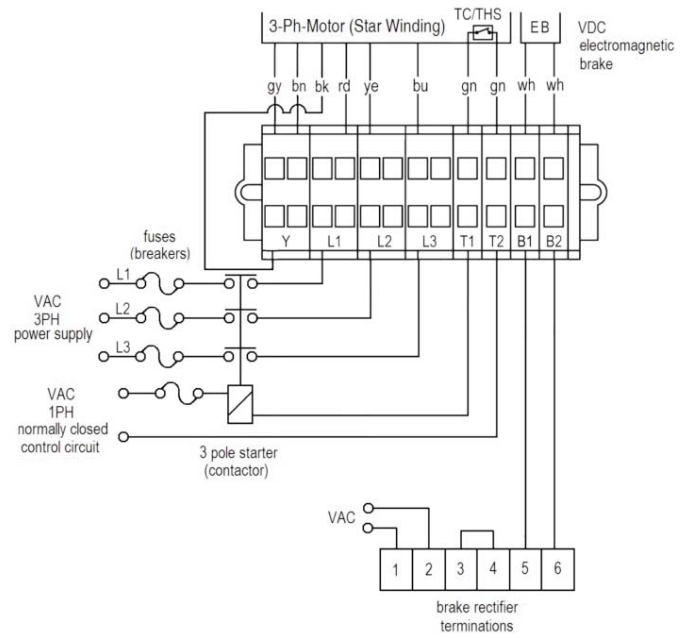 TC/THS
3-Ph-Motor (Star Winding)
EB
VDC
electromagnetic
brake
gy bn bk rd ye bu gn gn wh wh
Y L1 L2 L3 T1 T2 B1 B2
fuses
(breakers)
L1
L2
L3
VAC
3PH
power supply
VAC
1PH
normally closed
control circuit
3 pole starter
(contactor)
VAC
1 2 3 4 5 6
brake rectifier
terminations